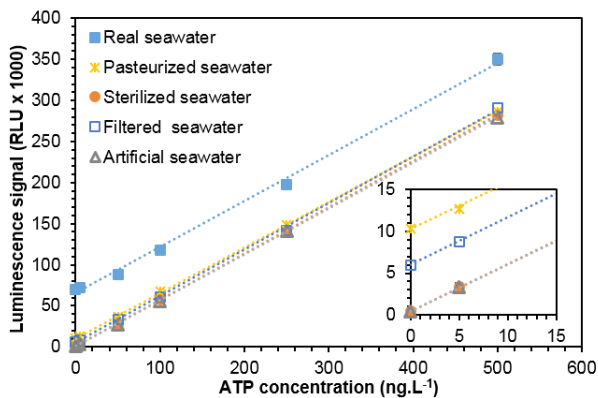 Luminescence signal (RLU x 1000)
400
350
300
250
200
150
100
50
0
Real seawater
Pasteurized seawater
Sterilized seawater
Filtered seawater
Artificial seawater
15
10
5
0
0 5 10 15
0 100 200 300 400 500 600
ATP concentration (ng.L-1)